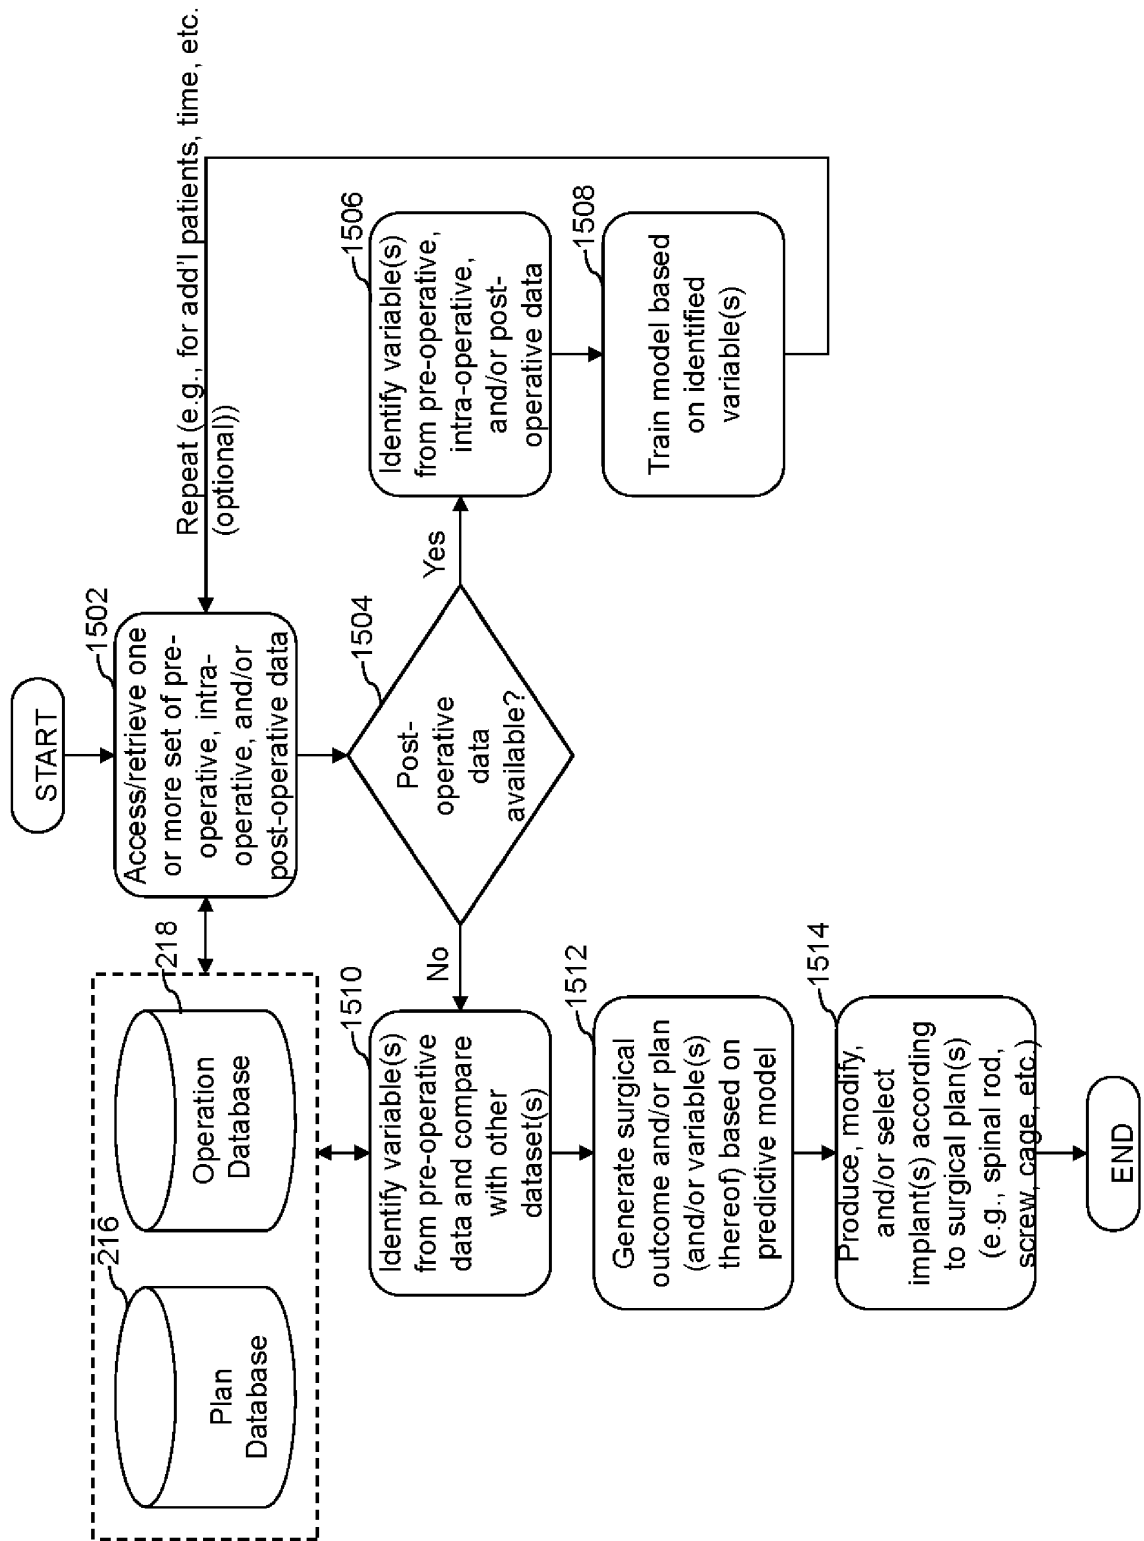 START
1502
Access/retrieve one
or more set of pre-
operative, intra-
operative, and/or
post-operative data
Repeat (e.g., for add'l patients, time, etc.
(optional))
216
Plan
Database
218
Operation
Database
1504
Post-
operative
data
available?
Yes
No
1506
Identify variable(s)
from pre-operative,
intra-operative,
and/or post-
operative data
1508
Train model based
on identified
variable(s)
1510
Identify variable(s)
from pre-operative
data and compare
with other
dataset(s)
1512
Generate surgical
outcome and/or plan
(and/or variable(s)
thereof) based on
predictive model
1514
Produce, modify,
and/or select
implant(s) according
to surgical plan(s)
(e.g., spinal rod,
screw, cage, etc.)
END